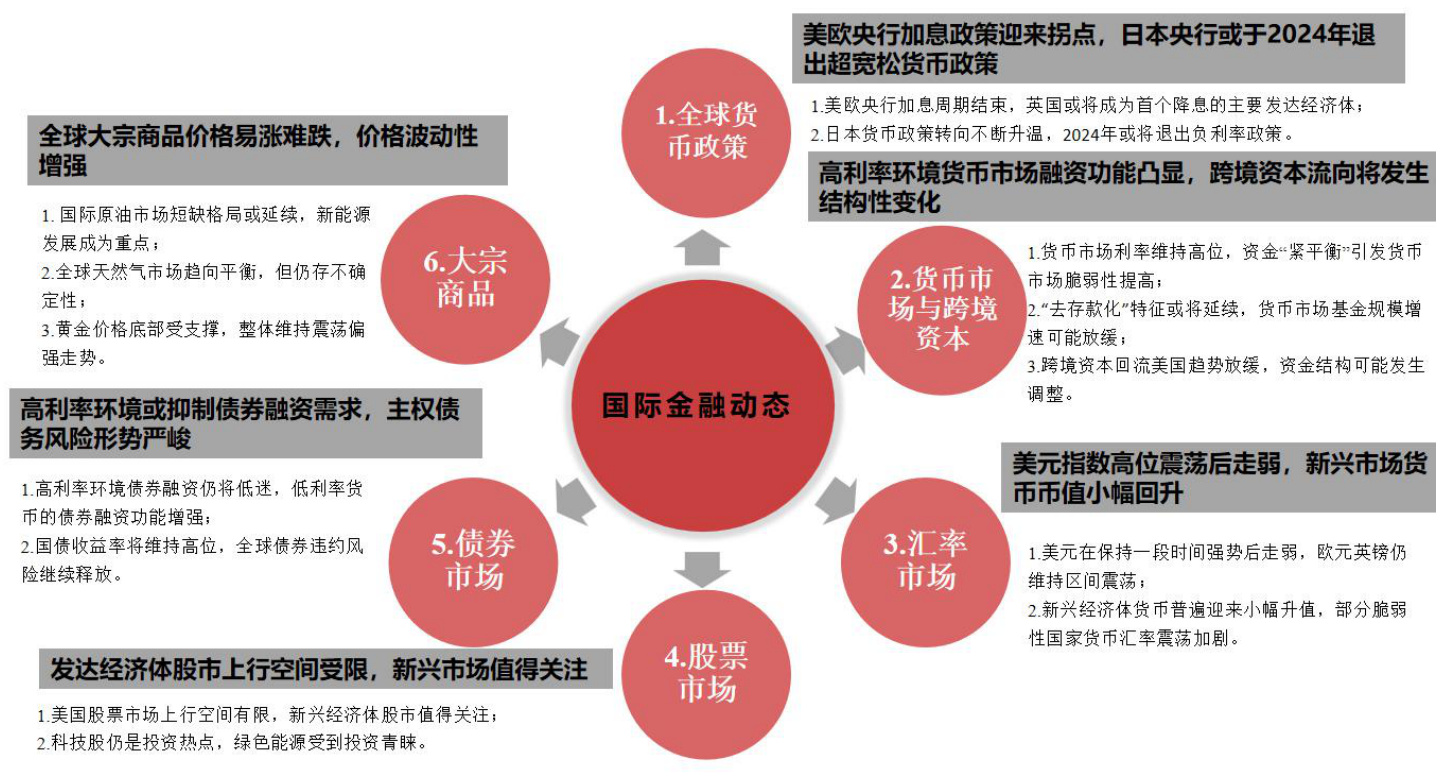 国际金融动态
1.全球货
币政策
美欧央行加息政策迎来拐点，日本央行或于2024年退
出超宽松货币政策
1.美欧央行加息周期结束，英国或将成为首个降息的主要发达经济体；
2.日本货币政策转向不断升温，2024年或将退出负利率政策。
2.货币市
场与跨境
资本
高利率环境货币市场融资功能凸显，跨境资本流向将发生
结构性变化
1.货币市场利率维持高位，资金“紧平衡”引发货币
市场脆弱性提高；
2.“去存款化”特征或将延续，货币市场基金规模增
速可能放缓；
3.跨境资本回流美国趋势放缓，资金结构可能发生
调整。
3.汇率
市场
美元指数高位震荡后走弱，新兴市场货
币币值小幅回升
1.美元在保持一段时间强势后走弱，欧元英镑仍
维持区间震荡；
2.新兴经济体货币普遍迎来小幅升值，部分脆弱
性国家货币汇率震荡加剧。
4.股票
市场
发达经济体股市上行空间受限，新兴市场值得关注
1.美国股票市场上行空间有限，新兴经济体股市值得关注；
2.科技股仍是投资热点，绿色能源受到投资青睐。
5.债券
市场
高利率环境或抑制债券融资需求，主权债
务风险形势严峻
1.高利率环境债券融资仍将低迷，低利率货
币的债券融资功能增强；
2.国债收益率将维持高位，全球债券违约风
险继续释放。
6.大宗
商品
全球大宗商品价格易涨难跌，价格波动性
增强
1. 国际原油市场短缺格局或延续，新能源
发展成为重点；
2.全球天然气市场趋向平衡，但仍存不确
定性；
3.黄金价格底部受支撑，整体维持震荡偏
强走势。